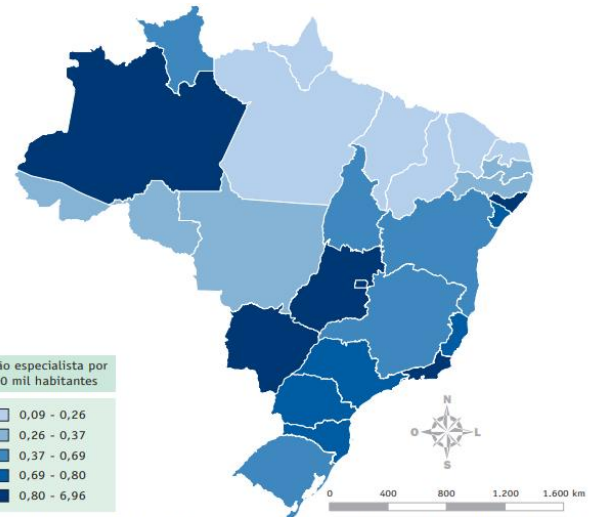 ão especialista por
0 mil habitantes
0,09 - 0,26
0,26 - 0,37
0,37 - 0,69
0,69 - 0,80
0,80 - 6,96
N
O
L
S
0 400 800 1.200 1.600 km